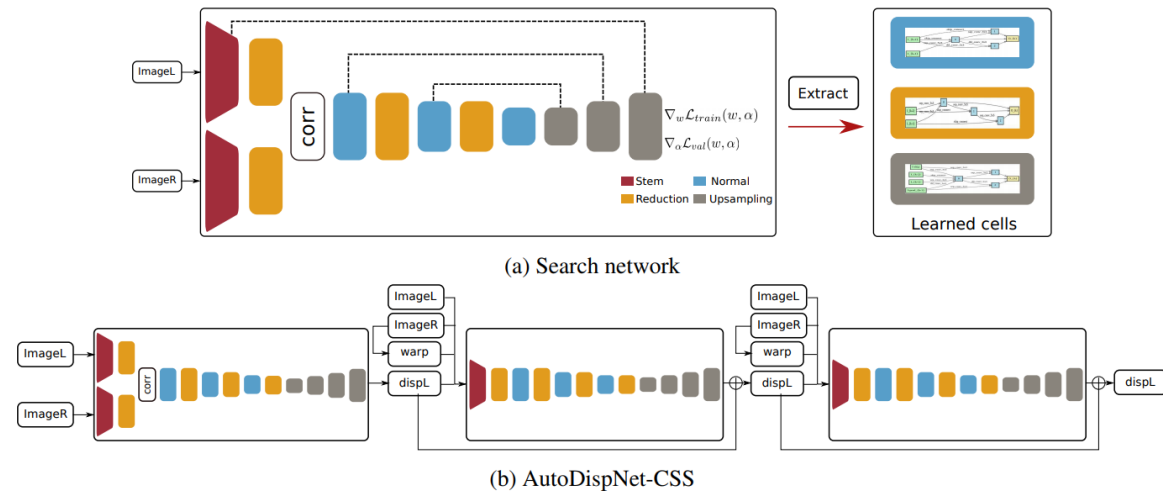 ImageL
ImageR
corr
∇wℒtrain(w, α)
∇αℒval(w, α)
Stem
Normal
Reduction
Upsampling
Extract
Learned cells
(a) Search network
ImageL
ImageR
corr
ImageL
ImageR
warp
dispL
ImageL
ImageR
warp
dispL
dispL
(b) AutoDispNet-CSS